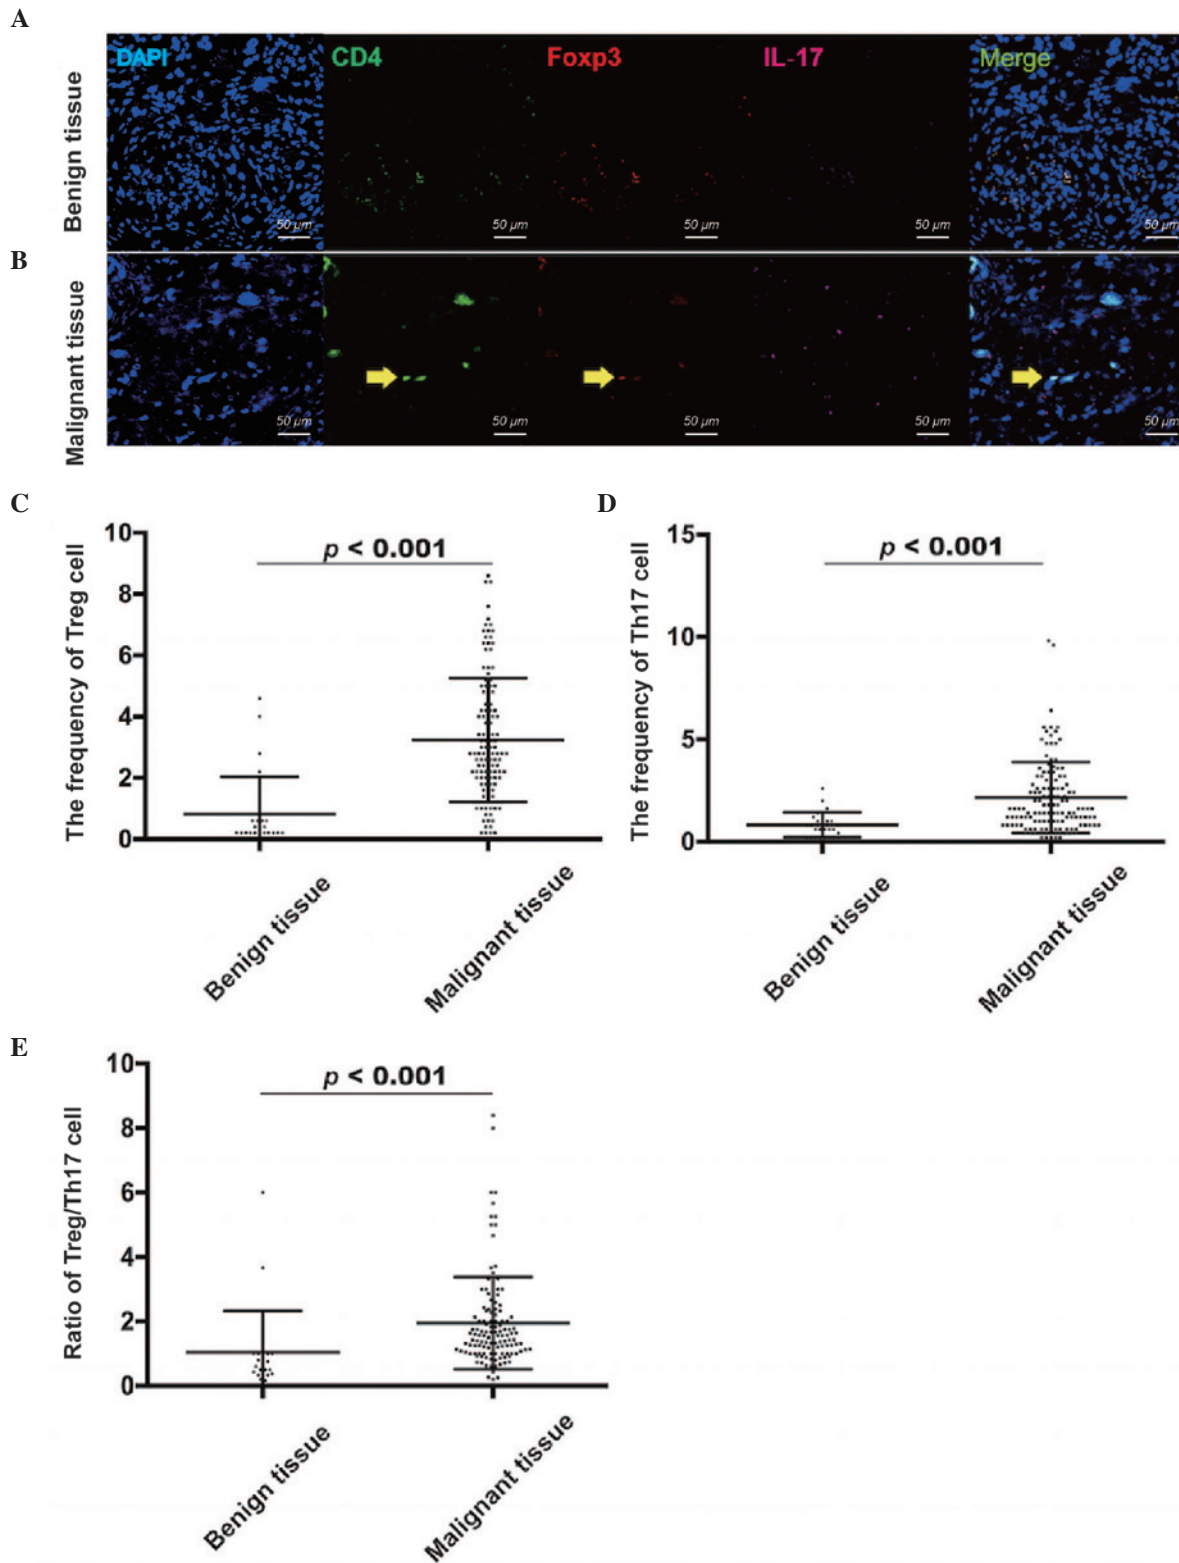 A
DAPI CD4 Foxp3 IL-17 Merge
Benign tissue
50 µm 50 µm 50 µm 50 µm 50 µm
B
Malignant tissue
50 µm 50 µm 50 µm 50 µm 50 µm
C
The frequency of Treg cell
10
8
6
4
2
0
p < 0.001
Benign tissue
Malignant tissue
D
The frequency of Th17 cell
15
10
5
0
p < 0.001
Benign tissue
Malignant tissue
E
Ratio of Treg/Th17 cell
10
8
6
4
2
0
p < 0.001
Benign tissue
Malignant tissue